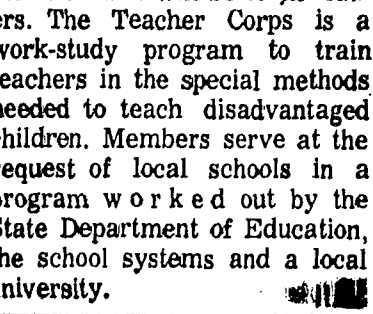 ers. The Teacher Corps is a
work-study program to train
teachers in the special methods
needed to teach disadvantaged
children. Members serve at the
request of local schools in a
program worked out by the
State Department of Education,
the school systems and a local
university.